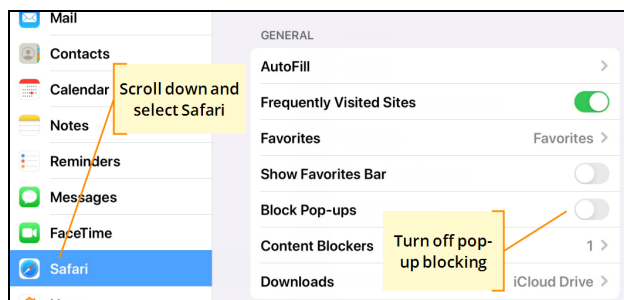 Mail
Contacts
Calendar
Notes
Reminders
Messages
FaceTime
Safari
Scroll down and
select Safari
GENERAL
AutoFill
Frequently Visited Sites
Favorites Favorites
Show Favorites Bar
Block Pop-ups
Content Blockers 1
Downloads iCloud Drive
Turn off pop-
up blocking